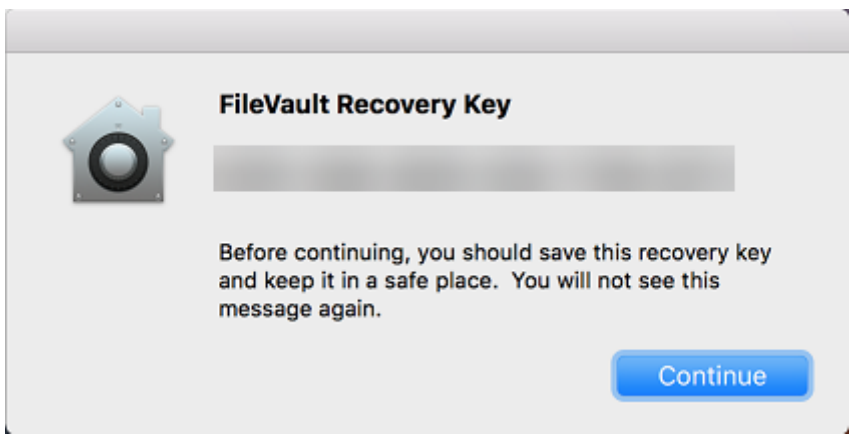 FileVault Recovery Key
Before continuing, you should save this recovery key
and keep it in a safe place.  You will not see this
message again.
Continue